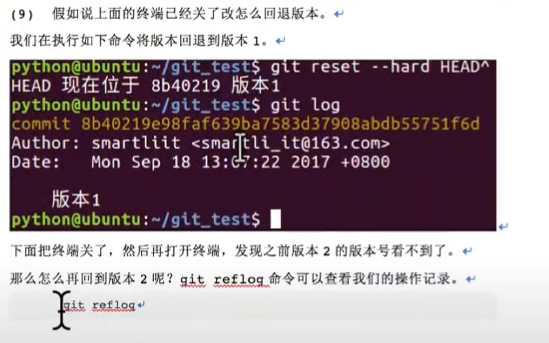 (9) 假如说上面的终端已经关了改怎么回退版本。
我们在执行如下命令将版本回退到版本 1。
python@ubuntu:~/git_test$ git reset --hard HEAD^
HEAD 现在位于 8b40219 版本1
python@ubuntu:~/git_test$ git log
commit 8b40219e98faf639ba7583d37908abdb55751f6d
Author: smartliit <smartli_it@163.com>
Date: Mon Sep 18 13:07:22 2017 +0800
版本1
python@ubuntu:~/git_test$
下面把终端关了，然后再打开终端，发现之前版本 2 的版本号看不到了。
那么怎么再回到版本 2 呢？git reflog 命令可以查看我们的操作记录。
git reflog